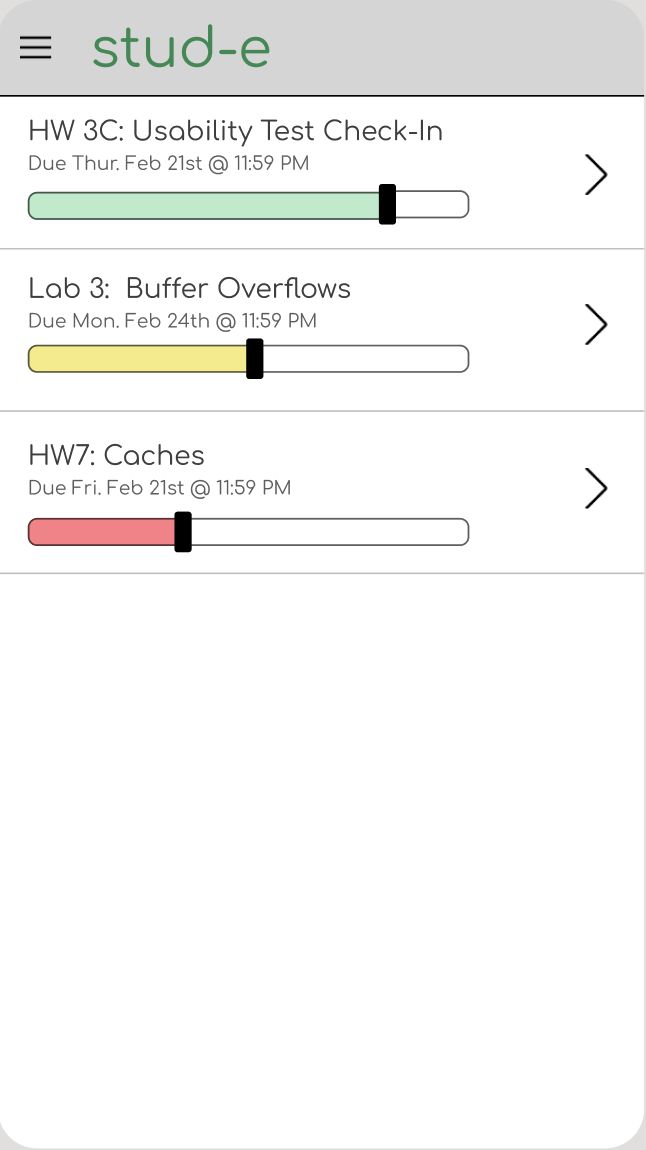 stud-e
HW 3C: Usability Test Check-In
Due Thur. Feb 21st @ 11:59 PM
Lab 3:  Buffer Overflows
Due Mon. Feb 24th @ 11:59 PM
HW7: Caches
Due Fri. Feb 21st @ 11:59 PM